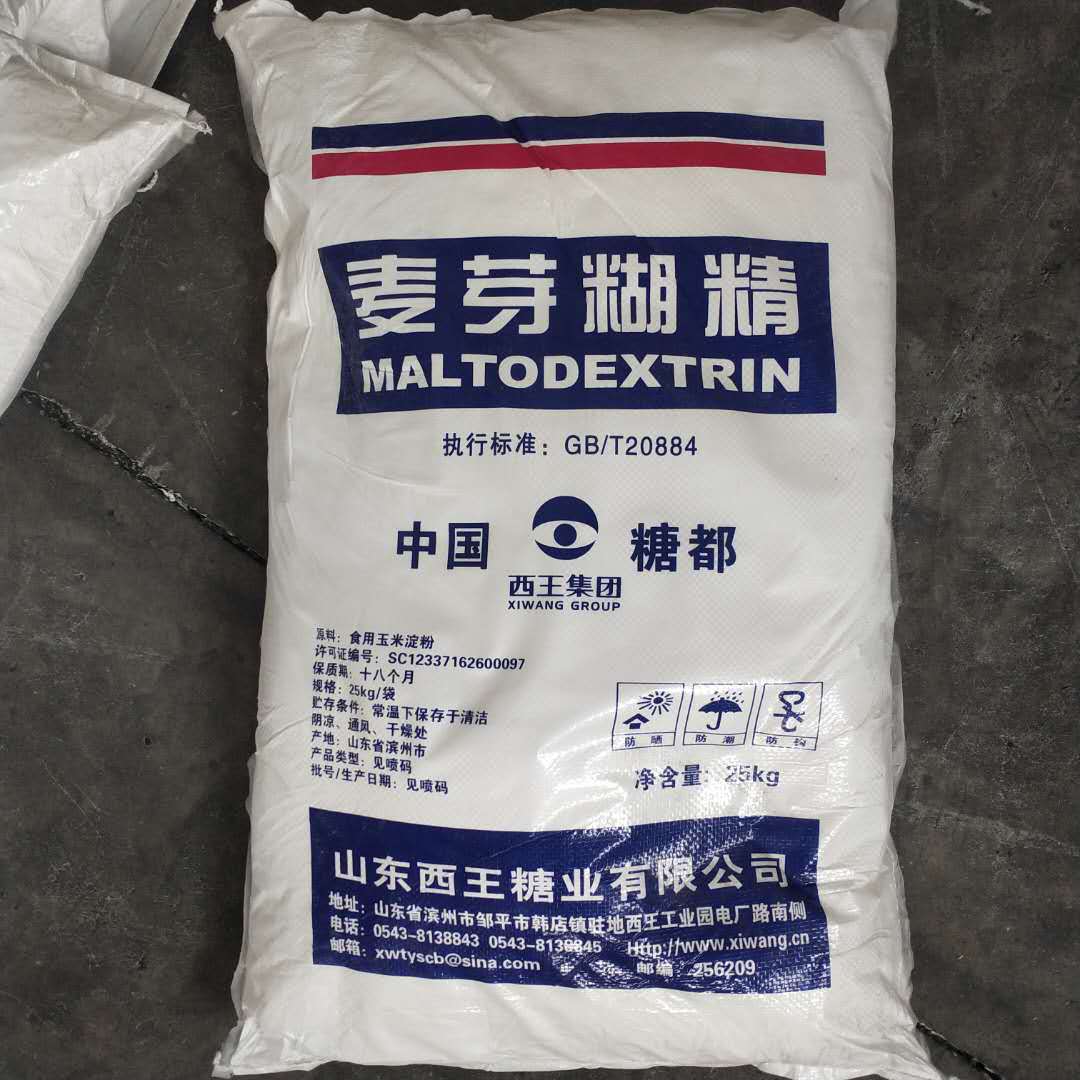 麦芽糊精
MALTODEXTRIN
执行标准：GB/T20884
中国 糖都
西王集团
XIWANG GROUP
源料：食用玉米淀粉
许可证编号：SC12337162600097
保质期：十八个月
规格：25kg/袋
贮存条件：常温下保存于清洁
阴凉、通风、干燥处
产地：山东省滨州市
产品类型：见喷码
批号/生产日期：见喷码
防晒 防潮 防钩
净含量：25kg
山东西王糖业有限公司
地址：山东省滨州市邹平市韩店镇驻地西王工业园电厂路南侧
电话：0543-8138843 0543-8138845 Http://www.xiwang.cn
邮箱：xwtyscb@sina.com 邮编 256209